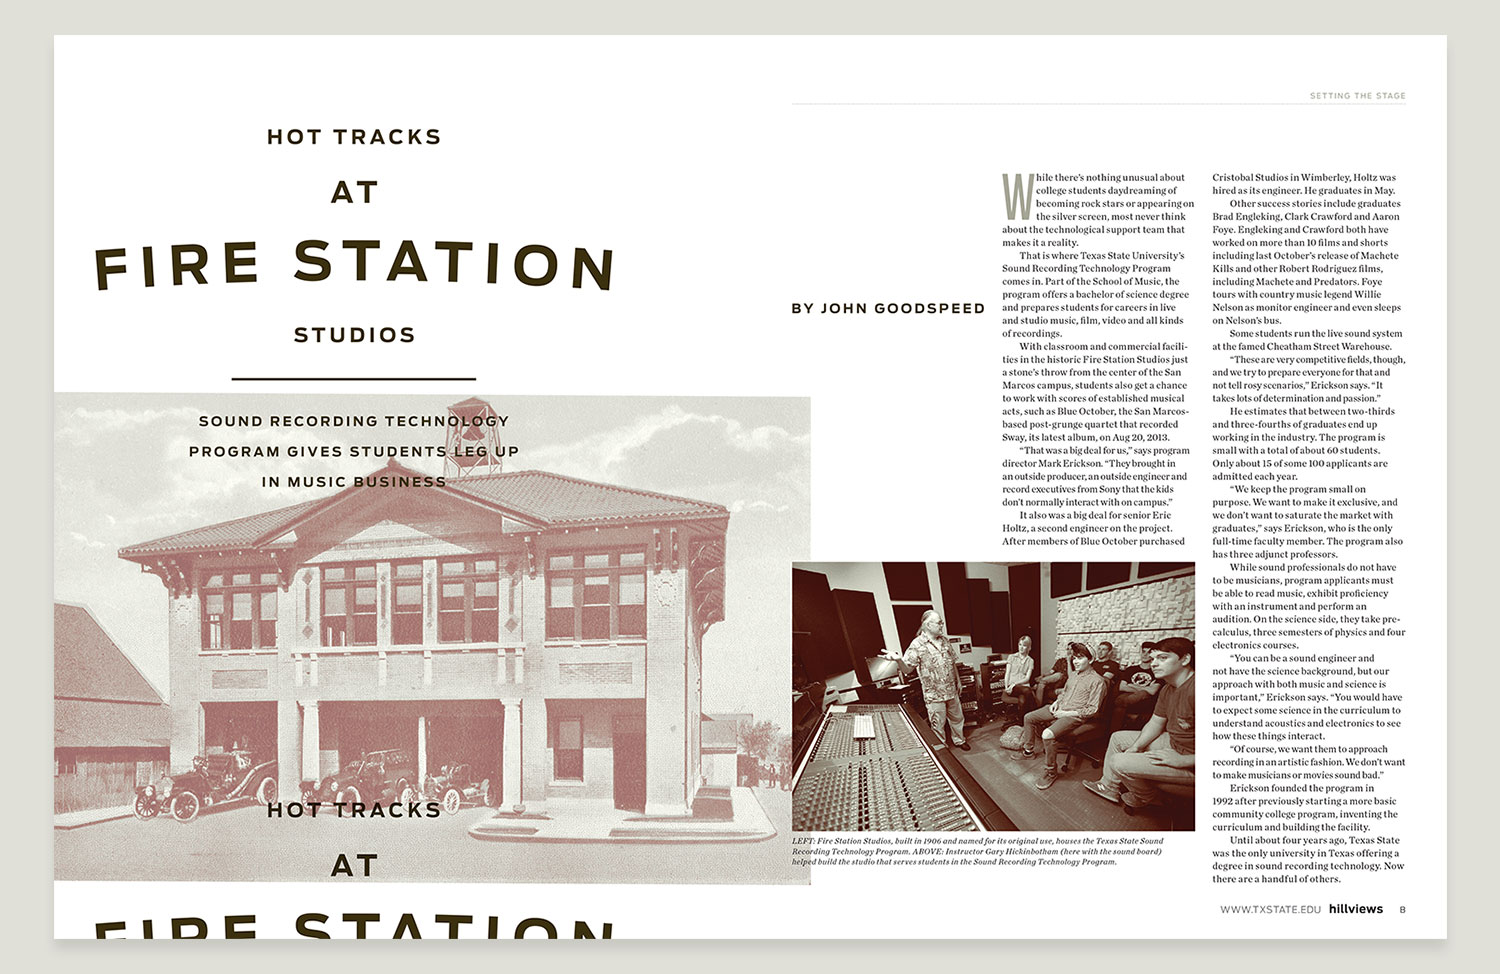 HOT TRACKS
AT
FIRE STATION
STUDIOS
SOUND RECORDING TECHNOLOGY
PROGRAM GIVES STUDENTS LEG UP
IN MUSIC BUSINESS
HOT TRACKS
AT
FIRE STATION
SETTING THE STAGE
BY JOHN GOODSPEED
While there's nothing unusual about
college students daydreaming of
becoming rock stars or appearing on
the silver screen, most never think
about the technological support team that
makes it a reality.
That is where Texas State University's
Sound Recording Technology Program
comes in. Part of the School of Music, the
program offers a bachelor of science degree
and prepares students for careers in live
and studio music, film, video and all kinds
of recordings.
With classroom and commercial facili-
ties in the historic Fire Station Studios just
a stone's throw from the center of the San
Marcos campus, students also get a chance
to work with scores of established musical
acts, such as Blue October, the San Marcos-
based post-grunge quartet that recorded
Sway, its latest album, on Aug 20, 2013.
"That was a big deal for us," says program
director Mark Erickson. "They brought in
an outside producer, an outside engineer and
record executives from Sony that the kids
don't normally interact with on campus."
It also was a big deal for senior Eric
Holtz, a second engineer on the project.
After members of Blue October purchased
LEFT: Fire Station Studios, built in 1906 and named for its original use, houses the Texas State Sound
Recording Technology Program. ABOVE: Instructor Gary Hickinbotham (here with the sound board)
helped build the studio that serves students in the Sound Recording Technology Program.
Cristobal Studios in Wimberley, Holtz was
hired as its engineer. He graduates in May.
Other success stories include graduates
Brad Engleking, Clark Crawford and Aaron
Foye. Engleking and Crawford both have
worked on more than 10 films and shorts
including last October's release of Machete
Kills and other Robert Rodriguez films,
including Machete and Predators. Foye
tours with country music legend Willie
Nelson as monitor engineer and even sleeps
on Nelson's bus.
Some students run the live sound system
at the famed Cheatham Street Warehouse.
"These are very competitive fields, though,
and we try to prepare everyone for that and
not tell rosy scenarios," Erickson says. "It
takes lots of determination and passion."
He estimates that between two-thirds
and three-fourths of graduates end up
working in the industry. The program is
small with a total of about 60 students.
Only about 15 of some 100 applicants are
admitted each year.
"We keep the program small on
purpose. We want to make it exclusive, and
we don't want to saturate the market with
graduates," says Erickson, who is the only
full-time faculty member. The program also
has three adjunct professors.
While sound professionals do not have
to be musicians, program applicants must
be able to read music, exhibit proficiency
with an instrument and perform an
audition. On the science side, they take pre-
calculus, three semesters of physics and four
electronics courses.
"You can be a sound engineer and
not have the science background, but our
approach with both music and science is
important," Erickson says. "You would have
to expect some science in the curriculum to
understand acoustics and electronics to see
how these things interact.
"Of course, we want them to approach
recording in an artistic fashion. We don't want
to make musicians or movies sound bad."
Erickson founded the program in
1992 after previously starting a more basic
community college program, inventing the
curriculum and building the facility.
Until about four years ago, Texas State
was the only university in Texas offering a
degree in sound recording technology. Now
there are a handful of others.
WWW.TXSTATE.EDU hillviews B